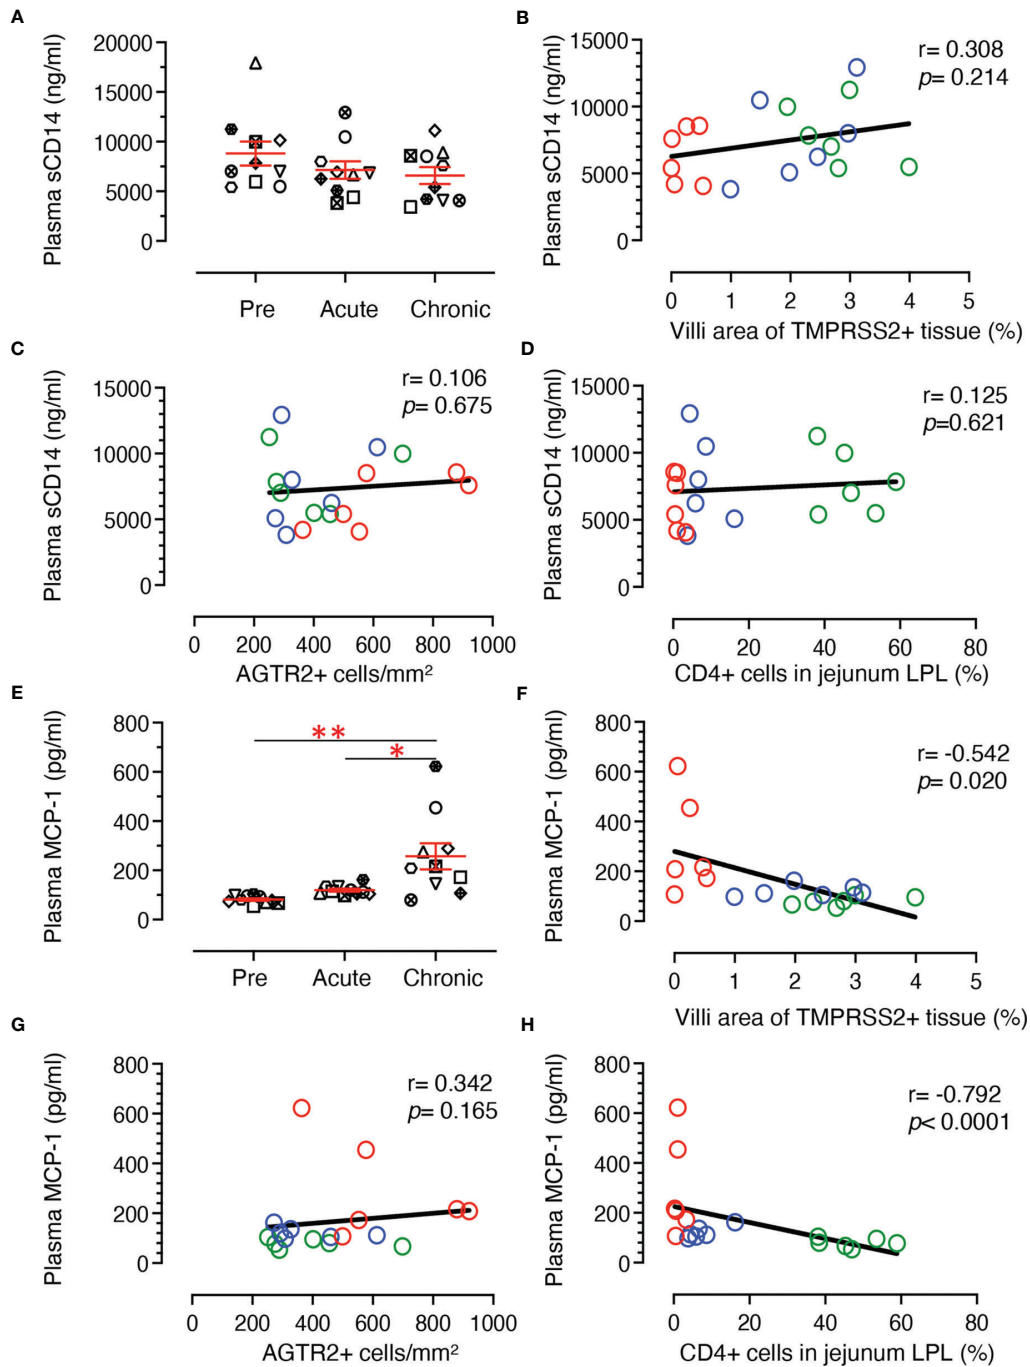 A
Plasma sCD14 (ng/ml)
20000
15000
10000
5000
0
Pre
Acute
Chronic
B
Plasma sCD14 (ng/ml)
15000
10000
5000
0
r= 0.308
p= 0.214
0 1 2 3 4 5
Villi area of TMPRSS2+ tissue (%)
C
Plasma sCD14 (ng/ml)
15000
10000
5000
0
r= 0.106
p= 0.675
0 200 400 600 800 1000
AGTR2+ cells/mm²
D
Plasma sCD14 (ng/ml)
15000
10000
5000
0
r= 0.125
p=0.621
0 20 40 60 80
CD4+ cells in jejunum LPL (%)
E
Plasma MCP-1 (pg/ml)
800
600
400
200
0
**
*
Pre
Acute
Chronic
F
Plasma MCP-1 (pg/ml)
800
600
400
200
0
r= -0.542
p= 0.020
0 1 2 3 4 5
Villi area of TMPRSS2+ tissue (%)
G
Plasma MCP-1 (pg/ml)
800
600
400
200
0
r= 0.342
p= 0.165
0 200 400 600 800 1000
AGTR2+ cells/mm²
H
Plasma MCP-1 (pg/ml)
800
600
400
200
0
r= -0.792
p< 0.0001
0 20 40 60 80
CD4+ cells in jejunum LPL (%)